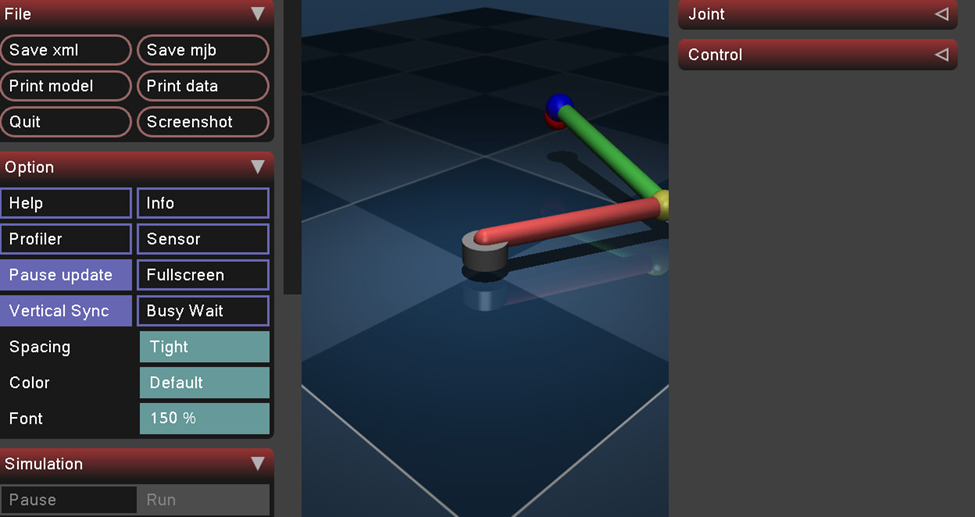 File
Save xml Save mjb
Print model Print data
Quit Screenshot
Option
Help Info
Profiler Sensor
Pause update Fullscreen
Vertical Sync Busy Wait
Spacing Tight
Color Default
Font 150 %
Simulation
Pause Run
Joint
Control